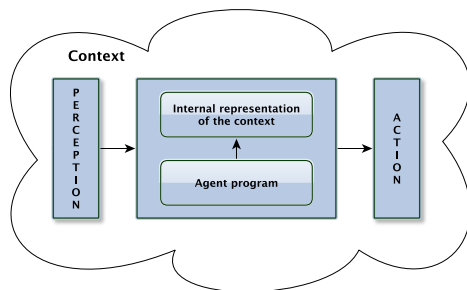 Context
PERCEPTION
Internal representation
of the context
Agent program
ACTION